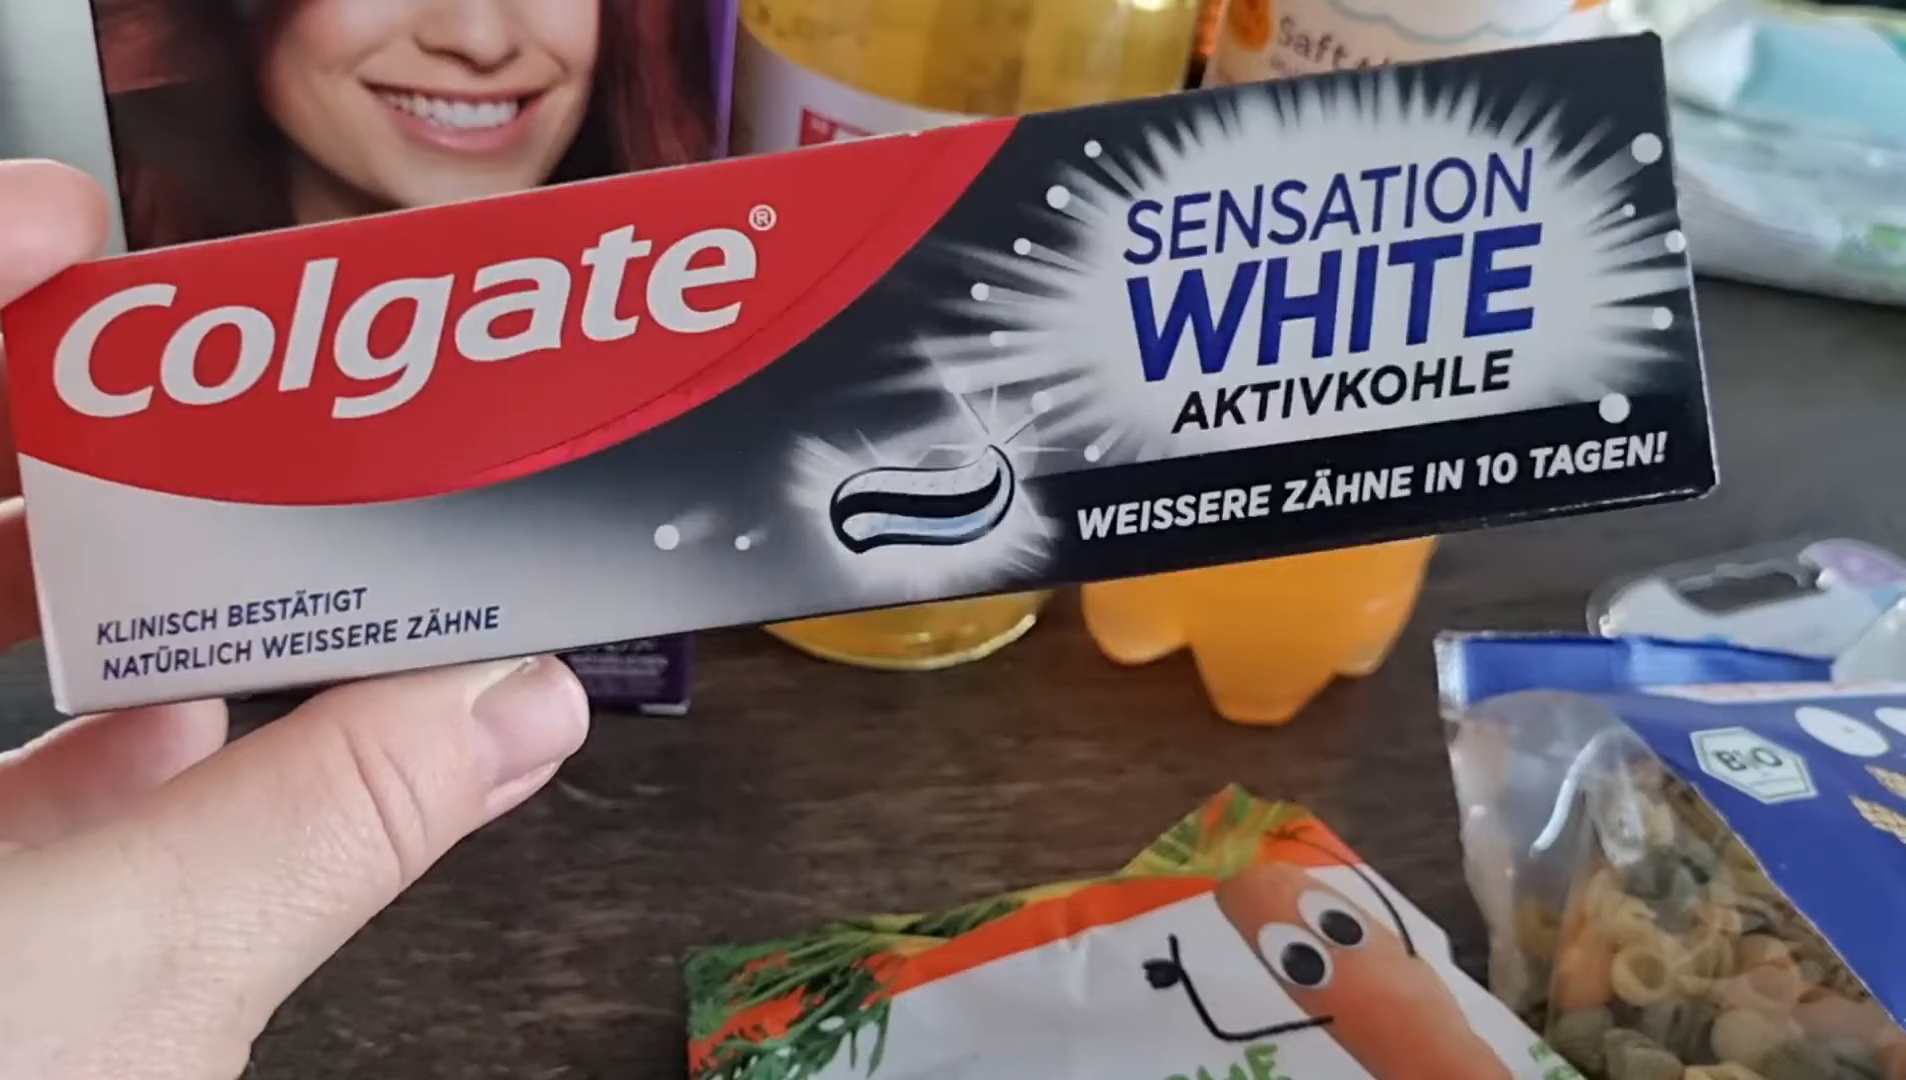 Saft
Colgate®
SENSATION
WHITE
AKTIVKOHLE
WEISSERE ZÄHNE IN 10 TAGEN!
KLINISCH BESTÄTIGT
NATÜRLICH WEISSERE ZÄHNE
BIO